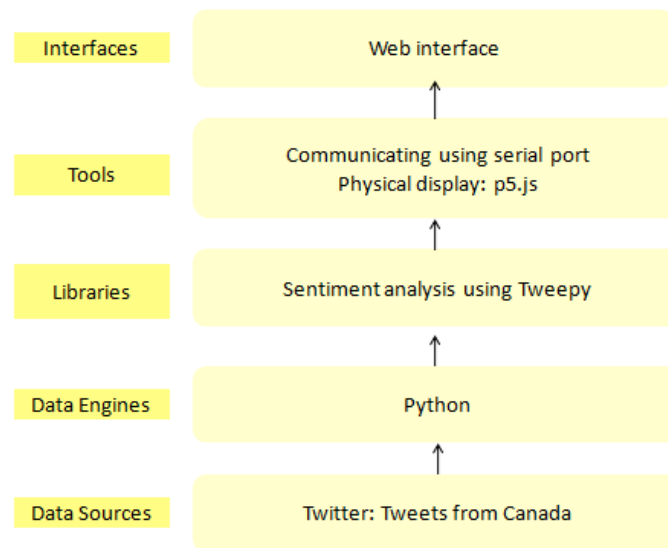 Interfaces
Web interface
Tools
Communicating using serial port
Physical display: p5.js
Libraries
Sentiment analysis using Tweepy
Data Engines
Python
Data Sources
Twitter: Tweets from Canada